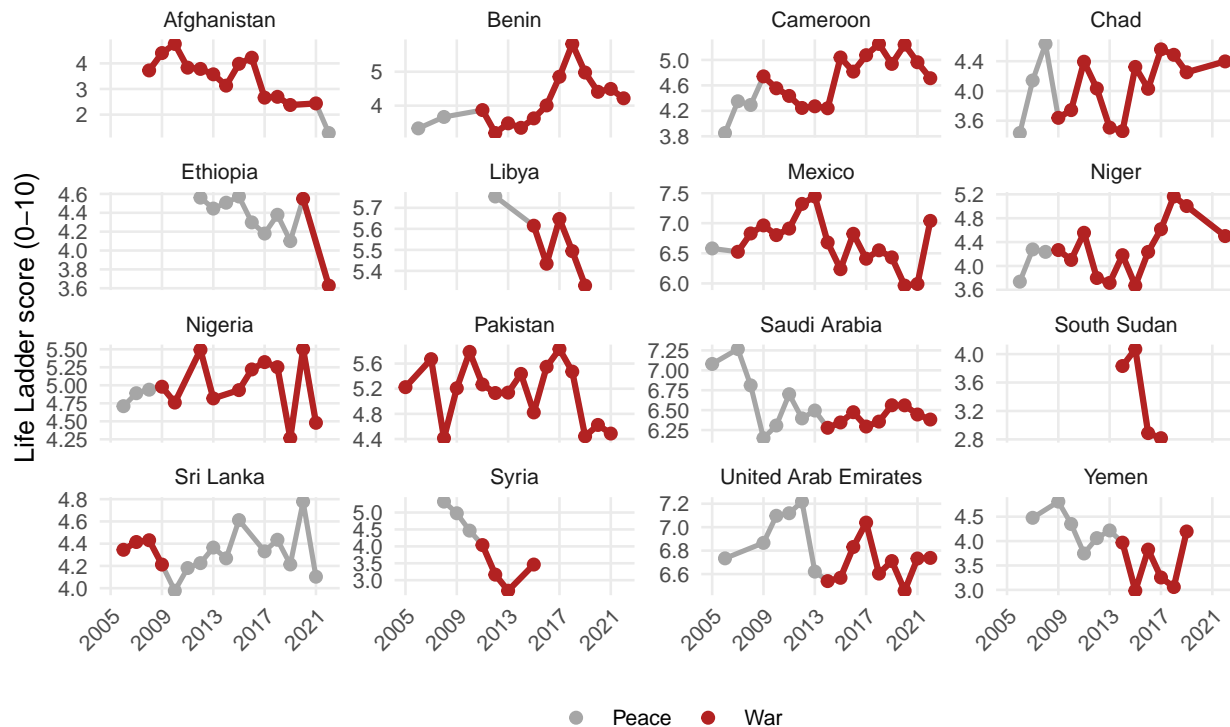 Afghanistan Benin Cameroon Chad
4 5 5.0 4.4
3 4 4.6 4.0
2 4.2 3.6
3.8
Ethiopia Libya Mexico Niger
4.6 5.7 7.5 5.2
4.4 5.6 7.0 4.8
4.2 5.5 6.5 4.4
4.0 5.4 6.0 4.0
3.8 3.6
3.6
Life Ladder score (0–10)
Nigeria Pakistan Saudi Arabia South Sudan
5.50 5.6 7.25 4.0
5.25 5.2 7.00 3.6
5.00 4.8 6.75 3.2
4.75 4.4 6.50 2.8
4.50 6.25
4.25
Sri Lanka Syria United Arab Emirates Yemen
4.8 5.0 7.2 4.5
4.6 4.5 7.0 4.0
4.4 4.0 6.8 3.5
4.2 3.5 6.6 3.0
4.0 3.0
2005 2009 2013 2017 2021 2005 2009 2013 2017 2021 2005 2009 2013 2017 2021 2005 2009 2013 2017 2021
Peace War